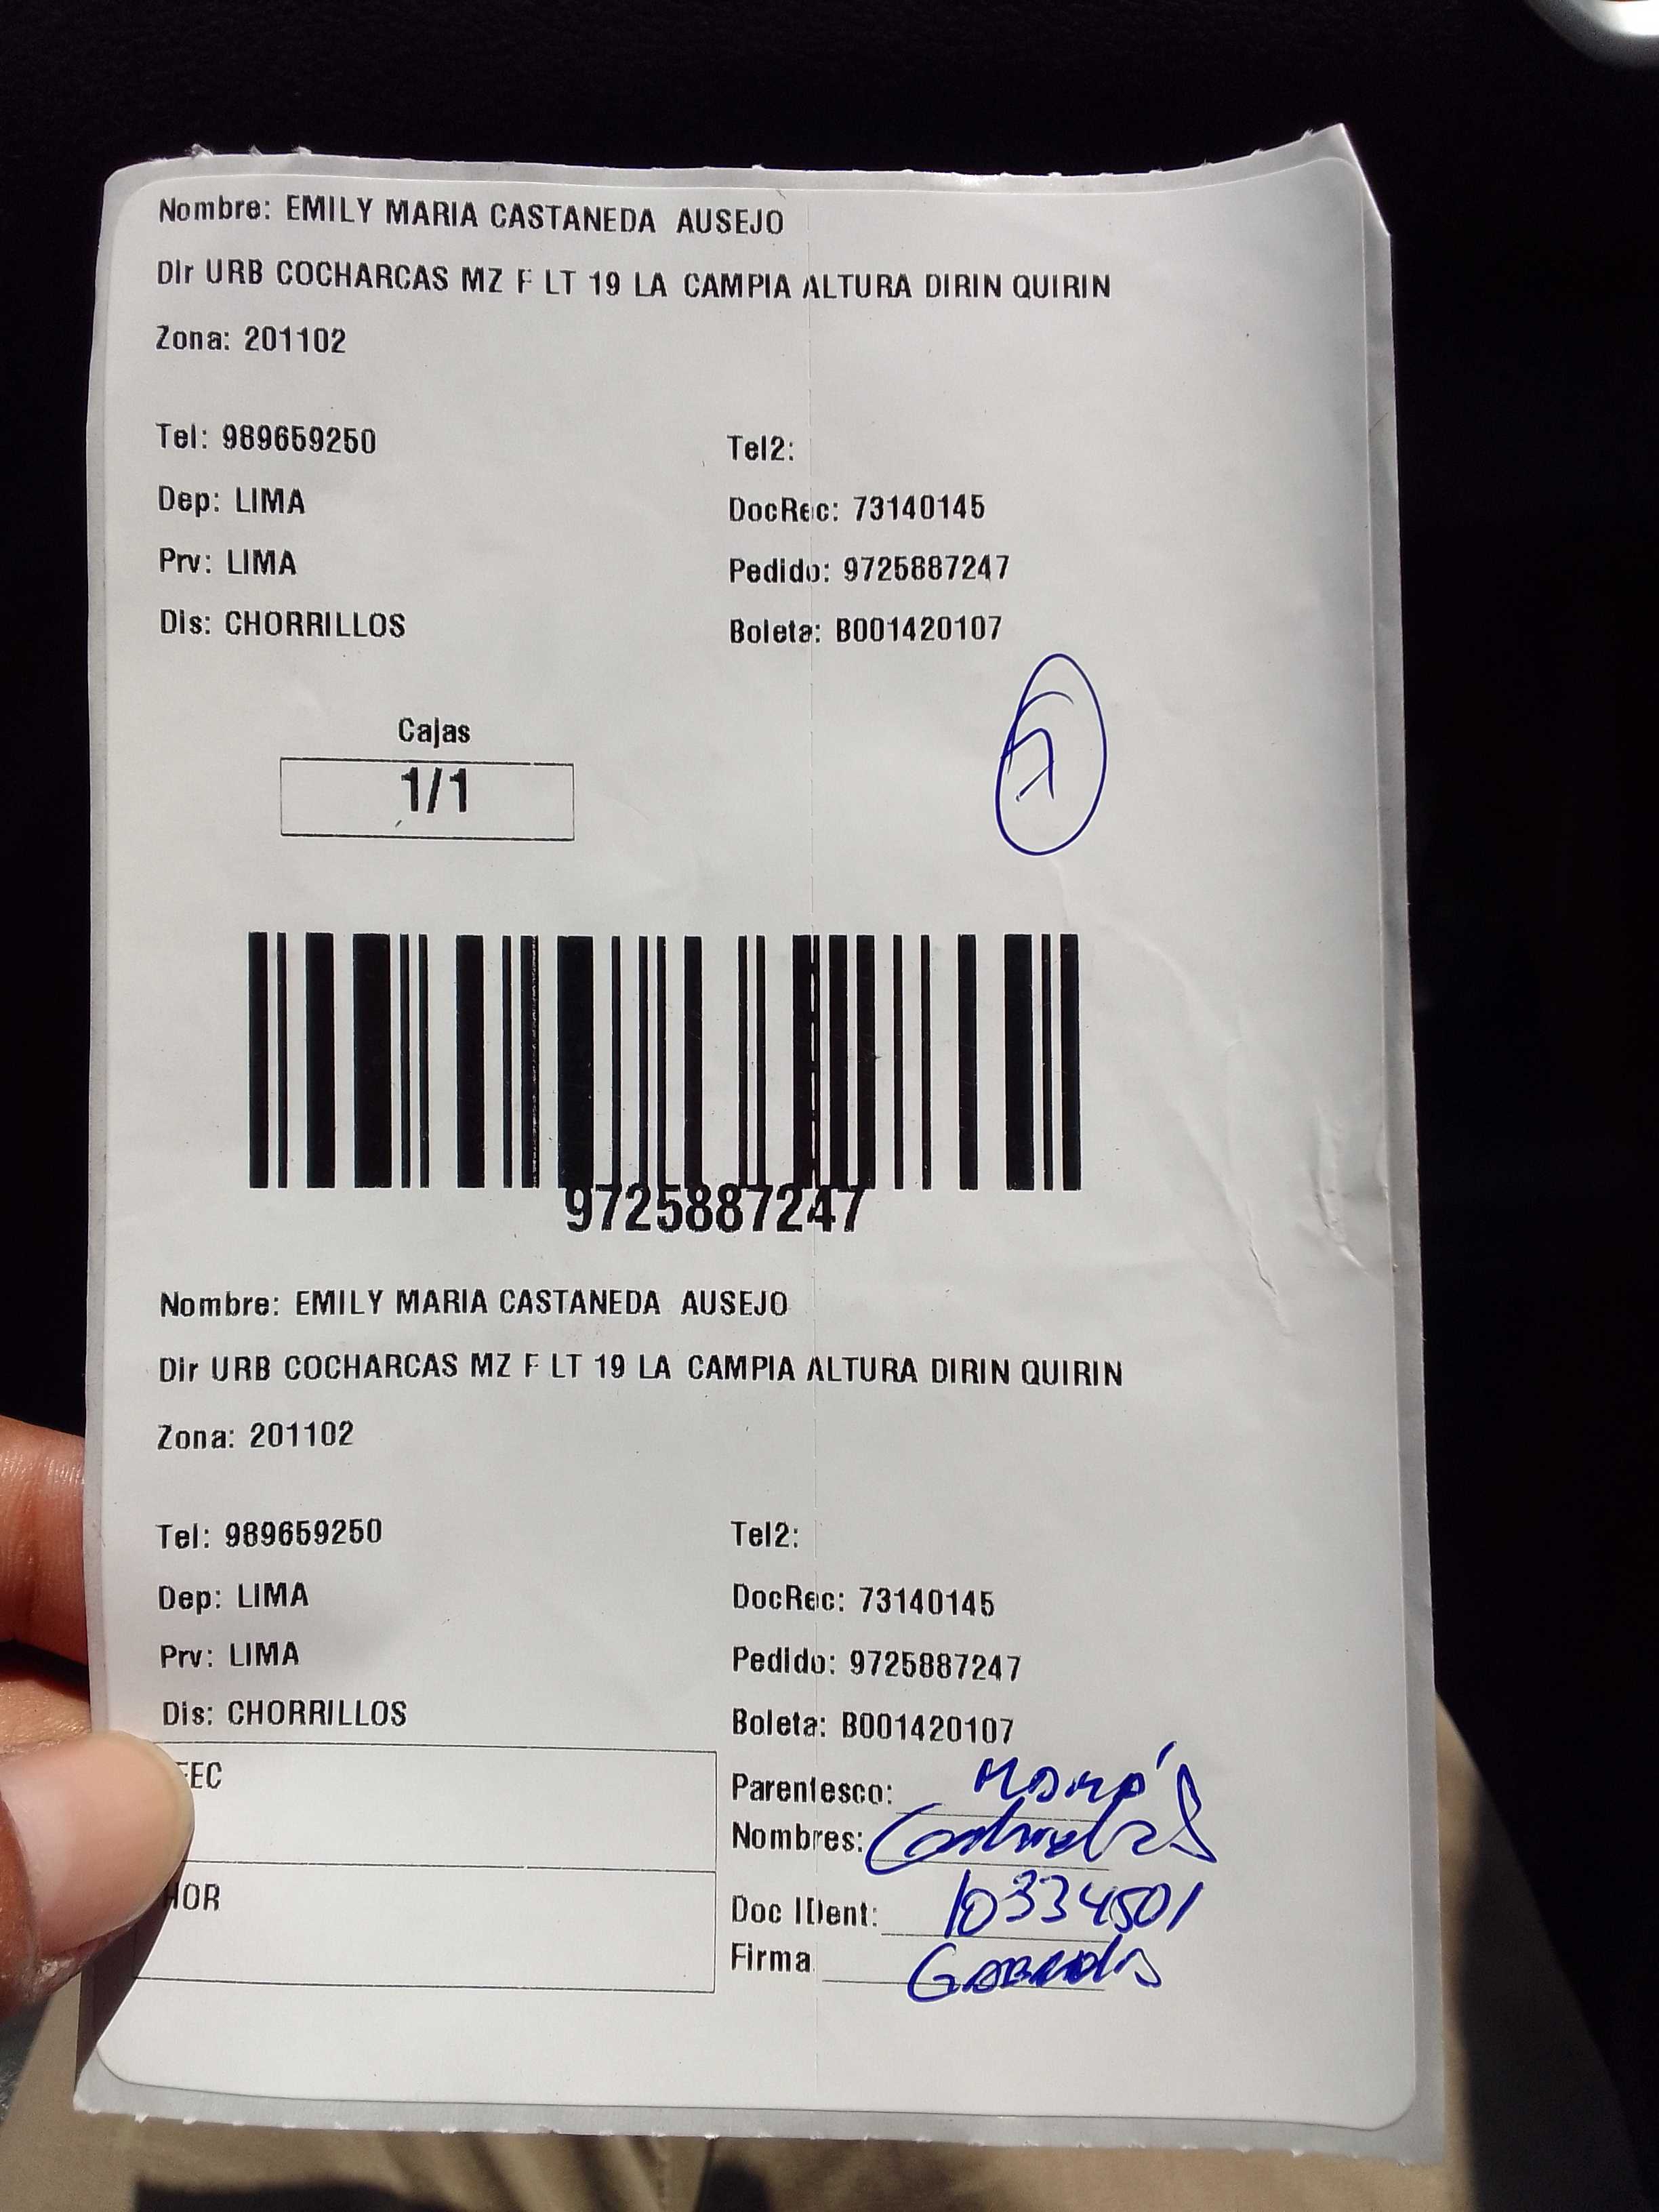 Nombre: EMILY MARIA CASTANEDA AUSEJO
Dir URB COCHARCAS MZ F LT 19 LA CAMPIA ALTURA DIRIN QUIRIN
Zona: 201102
Tel: 989659250 Tel2:
Dep: LIMA DocRec: 73140145
Prv: LIMA Pedido: 9725887247
Dis: CHORRILLOS Boleta: B001420107
Cajas
1/1
9725887247
Nombre: EMILY MARIA CASTANEDA AUSEJO
Dir URB COCHARCAS MZ F LT 19 LA CAMPIA ALTURA DIRIN QUIRIN
Zona: 201102
Tel: 989659250 Tel2:
Dep: LIMA DocRec: 73140145
Prv: LIMA Pedido: 9725887247
Dis: CHORRILLOS Boleta: B001420107
FEC Parentesco: Mamá
Nombres:
HOR Doc IDent: 10334501
Firma